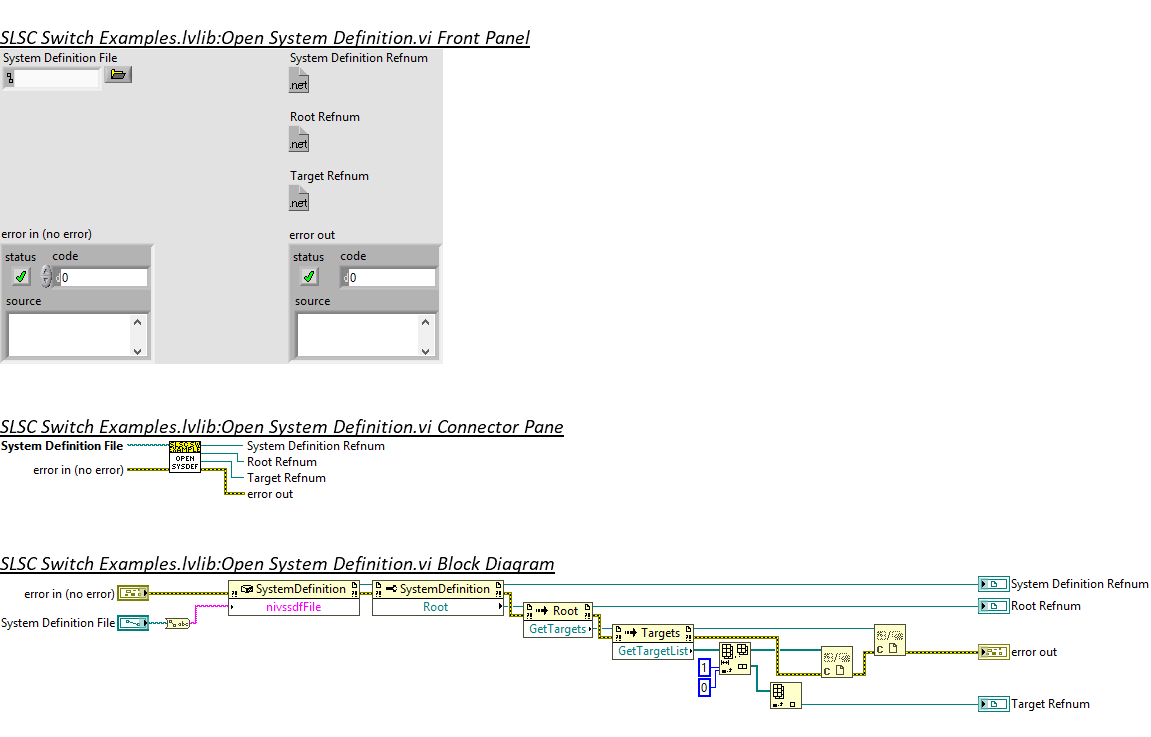 SLSC Switch Examples.lvlib:Open System Definition.vi Front Panel
System Definition File
System Definition Refnum
.net
Root Refnum
.net
Target Refnum
.net
error in (no error)
error out
status code
status code
d 0
d 0
source
source
SLSC Switch Examples.lvlib:Open System Definition.vi Connector Pane
System Definition File
SLSC SW
EXAMPLE
OPEN
SYSDEF
System Definition Refnum
Root Refnum
error in (no error)
Target Refnum
error out
SLSC Switch Examples.lvlib:Open System Definition.vi Block Diagram
error in (no error)
System Definition File
abc
?! SystemDefinition ?!
nivssdfFile
?! SystemDefinition ?!
Root
?! Root ?!
GetTargets
?! Targets ?!
GetTargetList
1
0
C
C
System Definition Refnum
Root Refnum
error out
Target Refnum